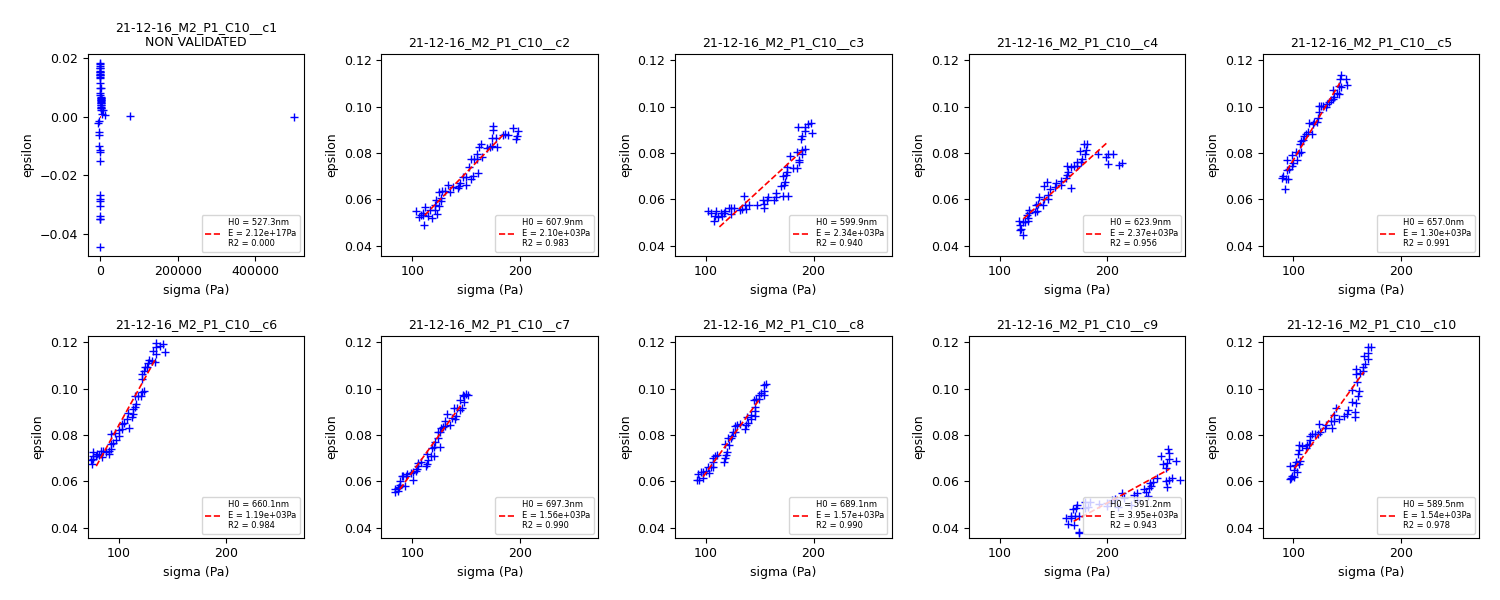 21-12-16_M2_P1_C10__c1
NON VALIDATED
epsilon
0.02
0.00
−0.02
−0.04
H0 = 527.3nm
E = 2.12e+17Pa
R2 = 0.000
0 200000 400000
sigma (Pa)
21-12-16_M2_P1_C10__c2
epsilon
0.12
0.10
0.08
0.06
0.04
H0 = 607.9nm
E = 2.10e+03Pa
R2 = 0.983
100 200
sigma (Pa)
21-12-16_M2_P1_C10__c3
epsilon
0.12
0.10
0.08
0.06
0.04
H0 = 599.9nm
E = 2.34e+03Pa
R2 = 0.940
100 200
sigma (Pa)
21-12-16_M2_P1_C10__c4
epsilon
0.12
0.10
0.08
0.06
0.04
H0 = 623.9nm
E = 2.37e+03Pa
R2 = 0.956
100 200
sigma (Pa)
21-12-16_M2_P1_C10__c5
epsilon
0.12
0.10
0.08
0.06
0.04
H0 = 657.0nm
E = 1.30e+03Pa
R2 = 0.991
100 200
sigma (Pa)
21-12-16_M2_P1_C10__c6
epsilon
0.12
0.10
0.08
0.06
0.04
H0 = 660.1nm
E = 1.19e+03Pa
R2 = 0.984
100 200
sigma (Pa)
21-12-16_M2_P1_C10__c7
epsilon
0.12
0.10
0.08
0.06
0.04
H0 = 697.3nm
E = 1.56e+03Pa
R2 = 0.990
100 200
sigma (Pa)
21-12-16_M2_P1_C10__c8
epsilon
0.12
0.10
0.08
0.06
0.04
H0 = 689.1nm
E = 1.57e+03Pa
R2 = 0.990
100 200
sigma (Pa)
21-12-16_M2_P1_C10__c9
epsilon
0.12
0.10
0.08
0.06
0.04
H0 = 591.2nm
E = 3.95e+03Pa
R2 = 0.943
100 200
sigma (Pa)
21-12-16_M2_P1_C10__c10
epsilon
0.12
0.10
0.08
0.06
0.04
H0 = 589.5nm
E = 1.54e+03Pa
R2 = 0.978
100 200
sigma (Pa)